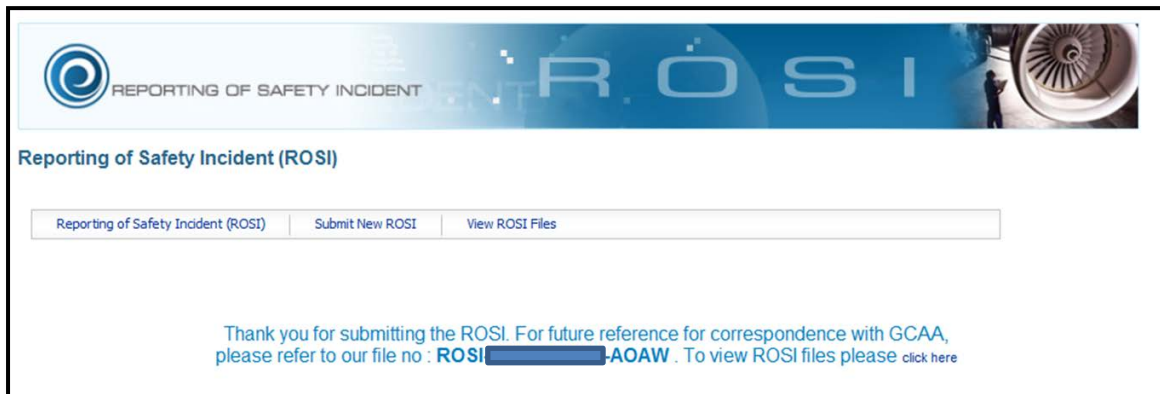 REPORTING OF SAFETY INCIDENT
R O S I
Reporting of Safety Incident (ROSI)
Reporting of Safety Incident (ROSI) Submit New ROSI View ROSI Files
Thank you for submitting the ROSI. For future reference for correspondence with GCAA,
please refer to our file no : ROSI- -AOAW . To view ROSI files please click here